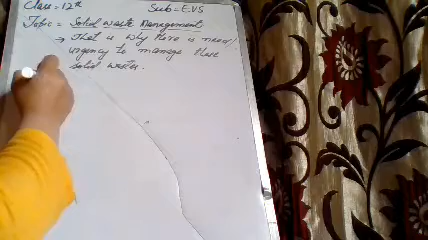 Class = 12th
Sub = E.V.S
Topic = Solid waste Management
→ That is why there is need/
urgency to manage these
solid wastes.